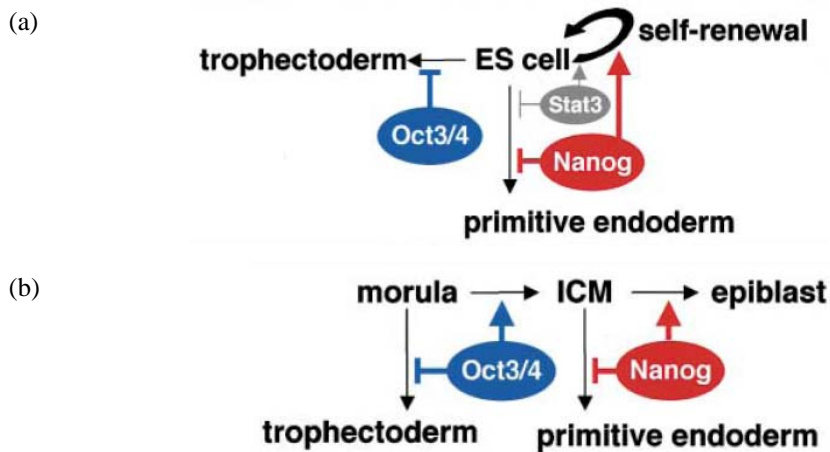 (a)
self-renewal
trophectoderm ES cell
Stat3
Oct3/4
Nanog
primitive endoderm
(b)
morula ICM epiblast
Oct3/4 Nanog
trophectoderm primitive endoderm